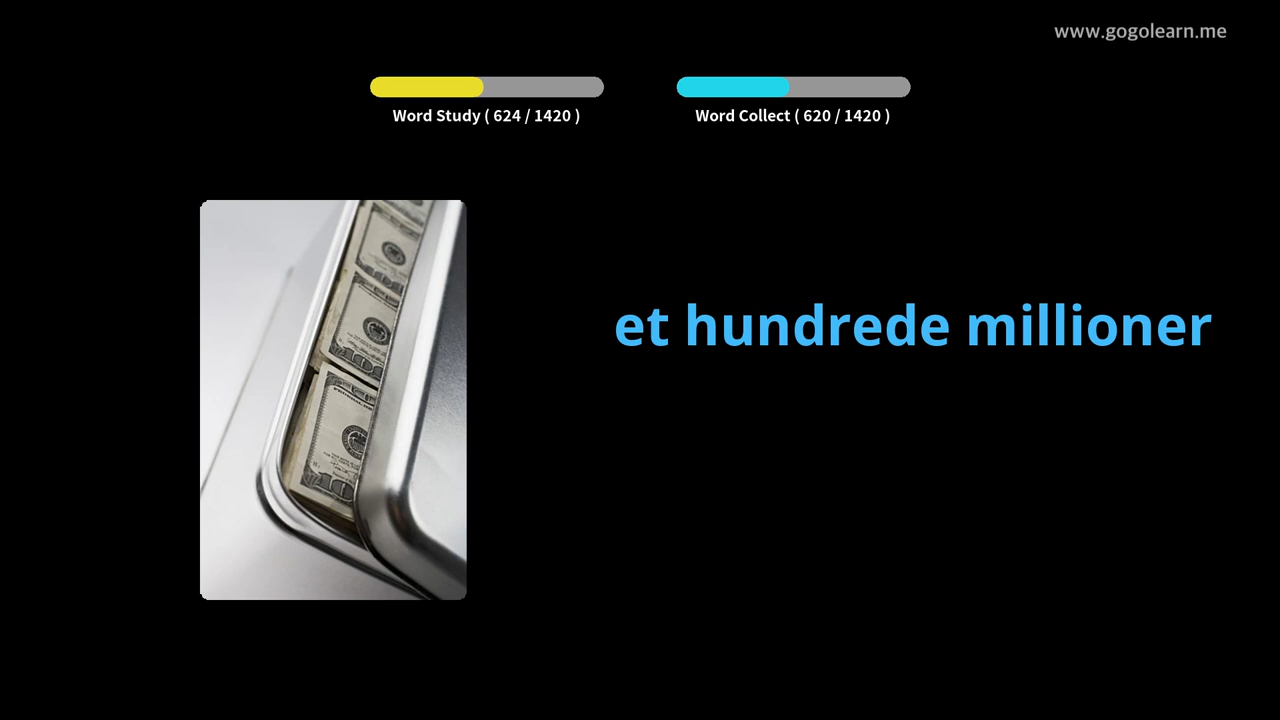 www.gogolearn.me
Word Study ( 624 / 1420 )
Word Collect ( 620 / 1420 )
et hundrede millioner